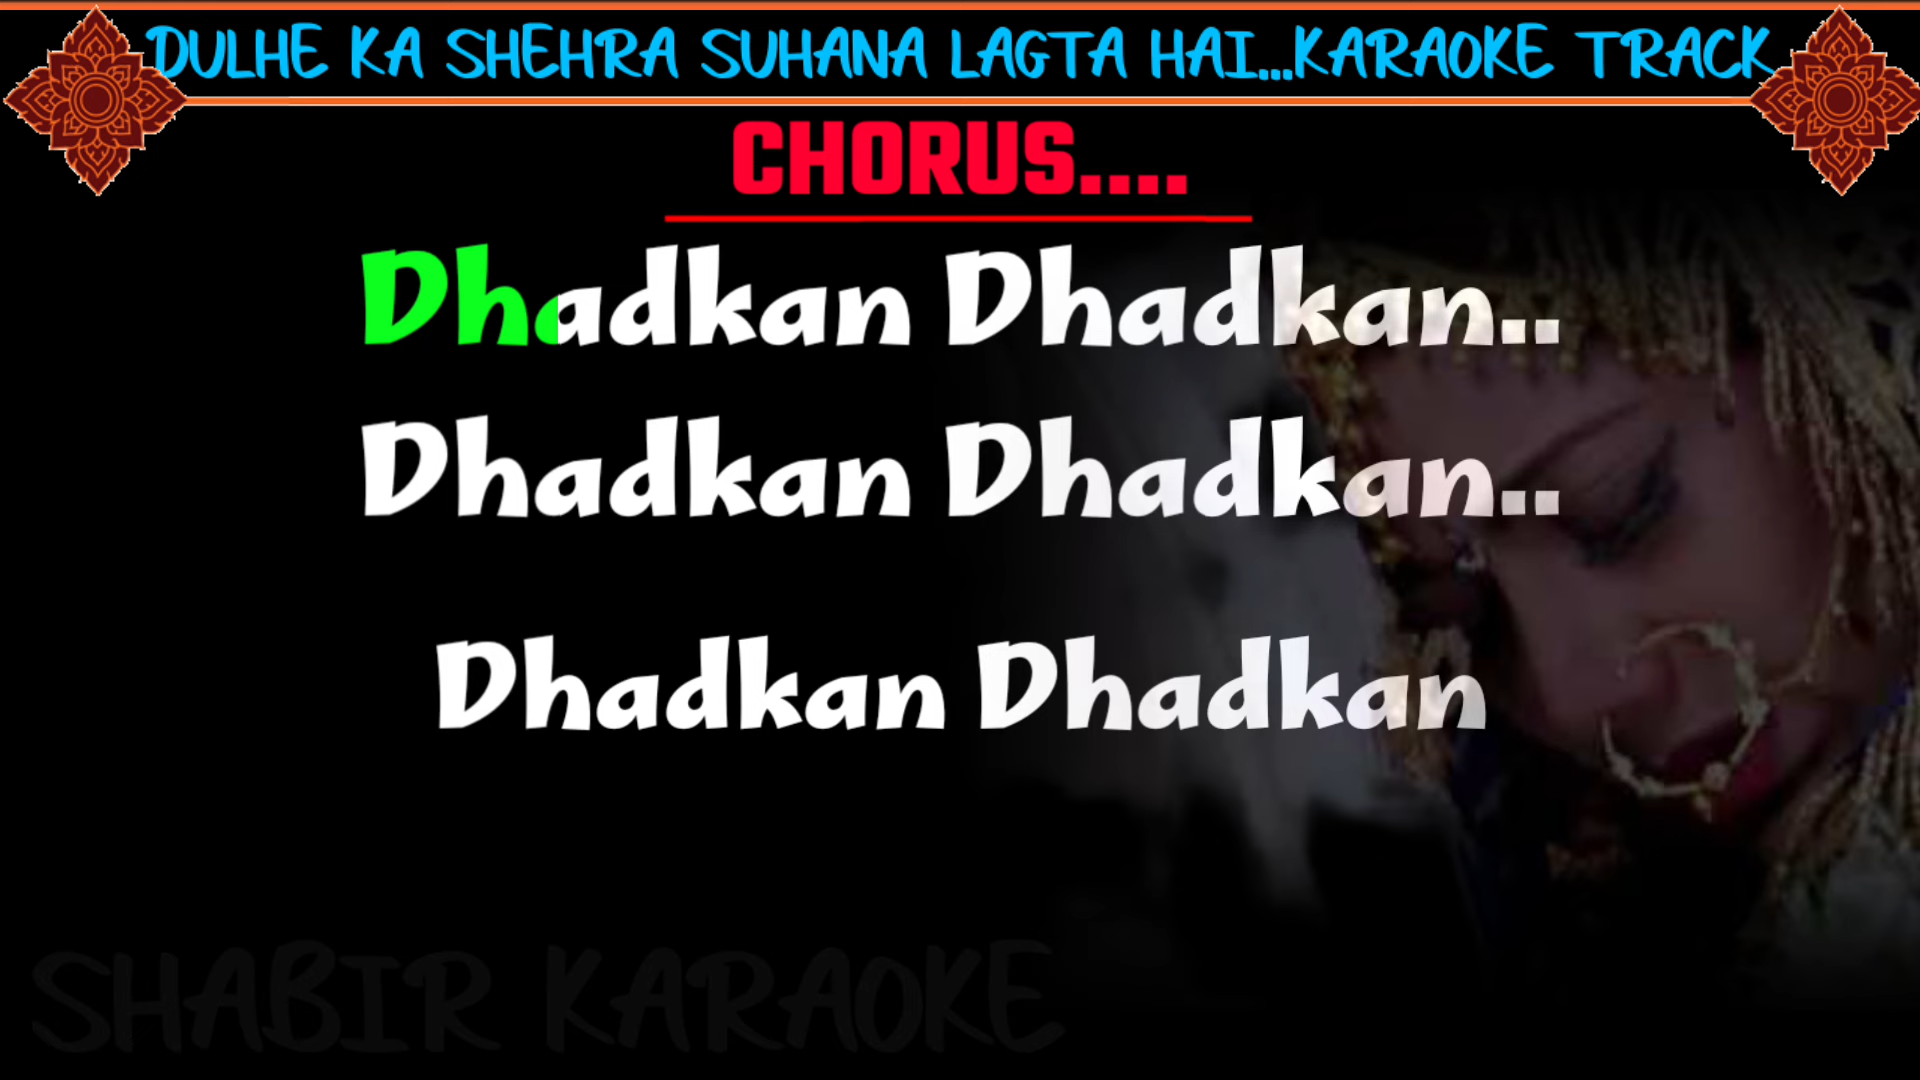 DULHE KA SHEHRA SUHANA LAGTA HAI...KARAOKE TRACK
CHORUS....
Dhadkan Dhadkan..
Dhadkan Dhadkan..
Dhadkan Dhadkan
SHABIR KARAOKE